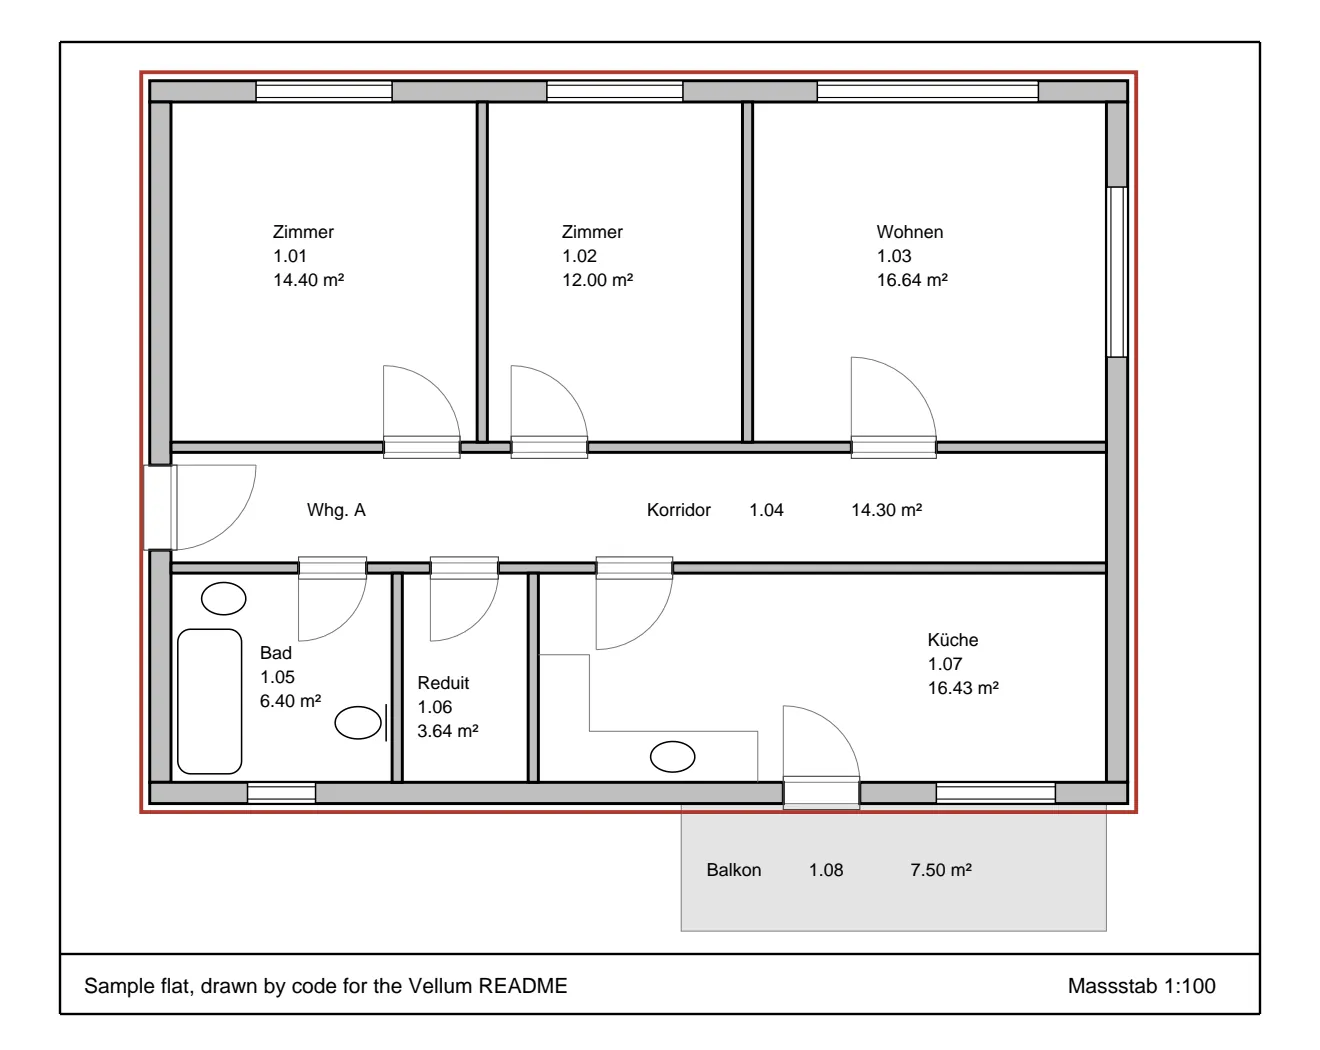 Zimmer
1.01
14.40 m²
Zimmer
1.02
12.00 m²
Wohnen
1.03
16.64 m²
Whg. A
Korridor 1.04 14.30 m²
Bad
1.05
6.40 m²
Reduit
1.06
3.64 m²
Küche
1.07
16.43 m²
Balkon 1.08 7.50 m²
Sample flat, drawn by code for the Vellum README
Massstab 1:100